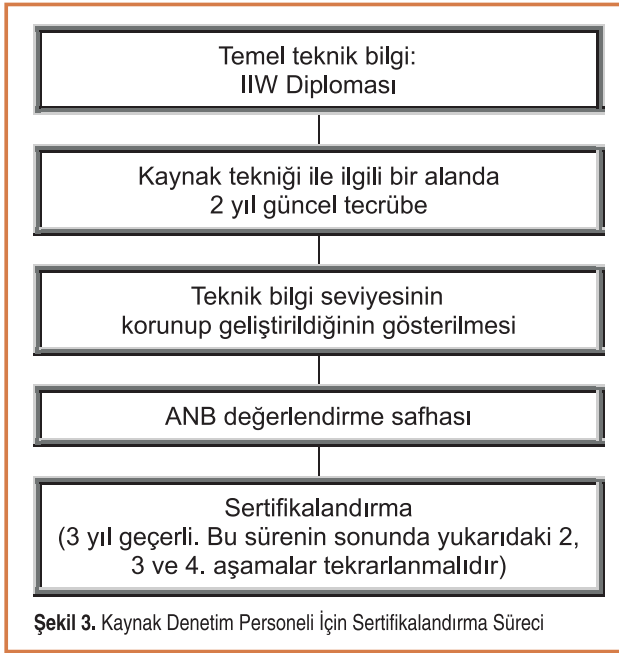 Temel teknik bilgi:
IIW Diploması
Kaynak tekniği ile ilgili bir alanda
2 yıl güncel tecrübe
Teknik bilgi seviyesinin
korunup geliştirildiğinin gösterilmesi
ANB değerlendirme safhası
Sertifikalandırma
(3 yıl geçerli. Bu sürenin sonunda yukarıdaki 2,
3 ve 4. aşamalar tekrarlanmalıdır)
Şekil 3. Kaynak Denetim Personeli İçin Sertifikalandırma Süreci